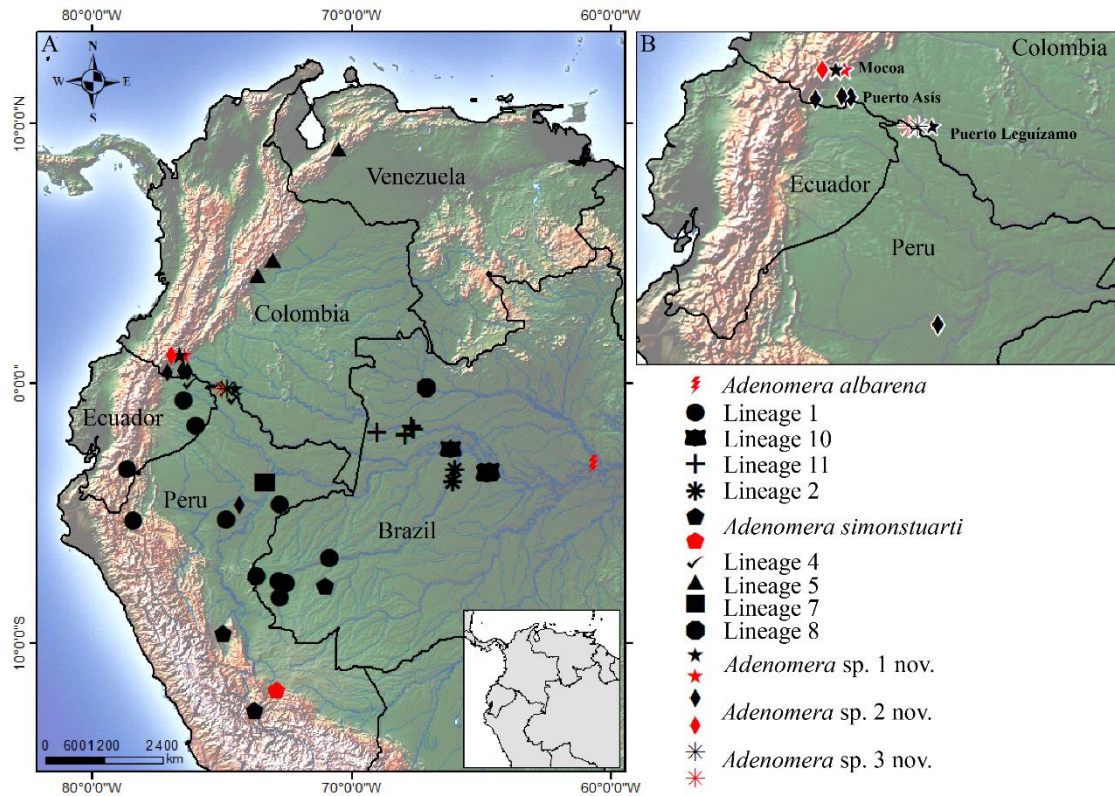 80°0'0"W
70°0'0"W
60°0'0"W
A
N
W
E
S
10°0'0"N
0°0'0"
10°0'0"S
Venezuela
Colombia
Ecuador
Peru
Brazil
0 600 1200 2400
km
80°0'0"W
70°0'0"W
60°0'0"W
B
Colombia
Mocoa
Puerto Asís
Puerto Leguízamo
Ecuador
Peru
Adenomera albarena
Lineage 1
Lineage 10
Lineage 11
Lineage 2
Adenomera simonstuarti
Lineage 4
Lineage 5
Lineage 7
Lineage 8
Adenomera sp. 1 nov.
Adenomera sp. 2 nov.
Adenomera sp. 3 nov.